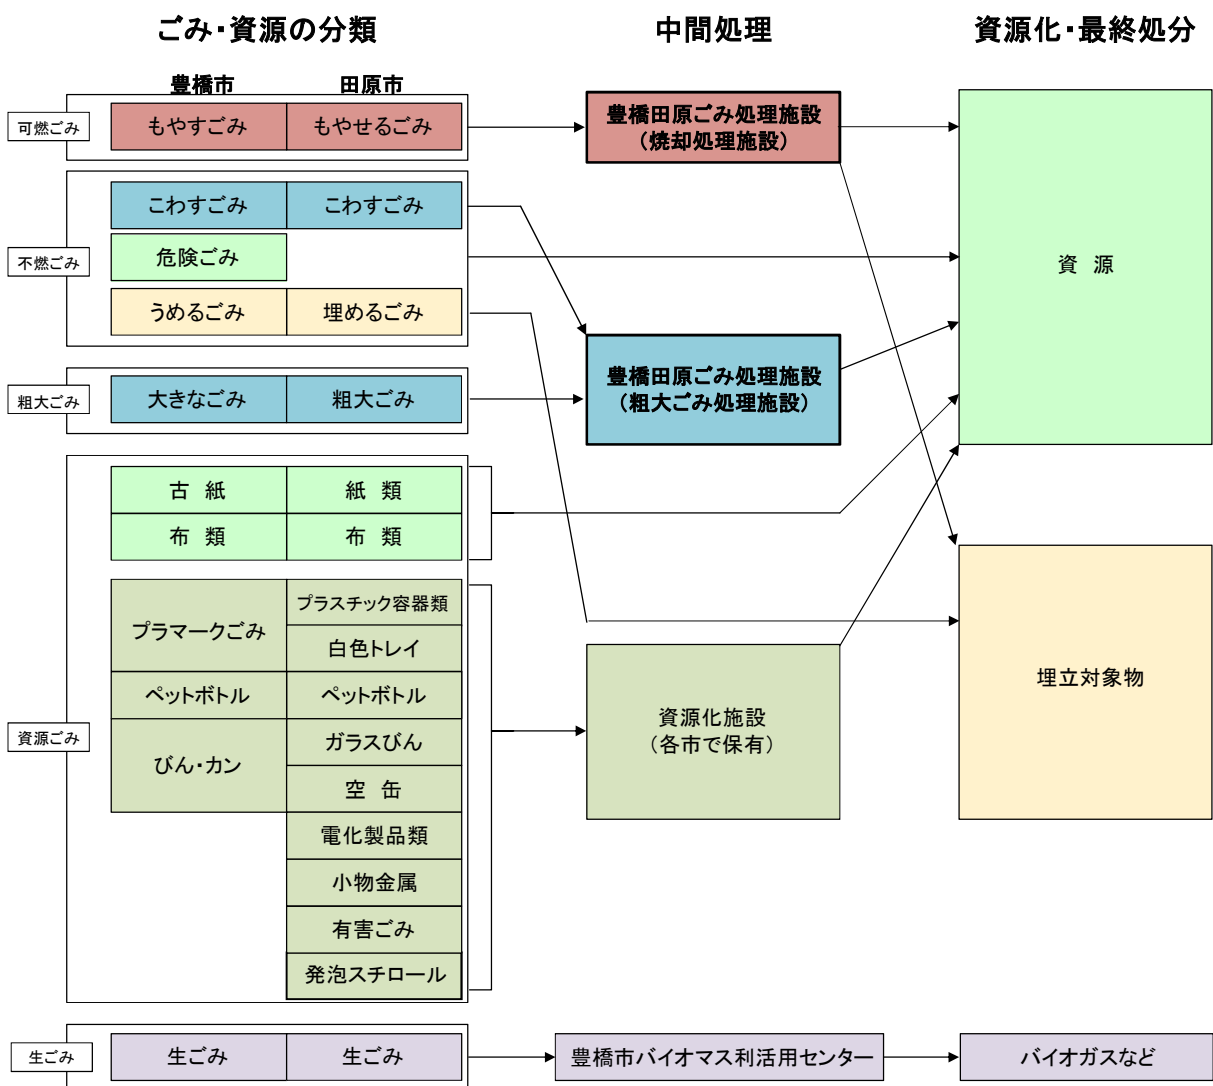 ごみ・資源の分類
中間処理
資源化・最終処分
豊橋市
田原市
可燃ごみ
もやすごみ
もやせるごみ
豊橋田原ごみ処理施設
(焼却処理施設)
不燃ごみ
こわすごみ
こわすごみ
危険ごみ
うめるごみ
埋めるごみ
資 源
粗大ごみ
大きなごみ
粗大ごみ
豊橋田原ごみ処理施設
(粗大ごみ処理施設)
資源ごみ
古 紙
紙 類
布 類
布 類
プラマークごみ
プラスチック容器類
白色トレイ
ペットボトル
ペットボトル
びん・カン
ガラスびん
空 缶
電化製品類
小物金属
有害ごみ
発泡スチロール
資源化施設
(各市で保有)
埋立対象物
生ごみ
生ごみ
生ごみ
豊橋市バイオマス利活用センター
バイオガスなど